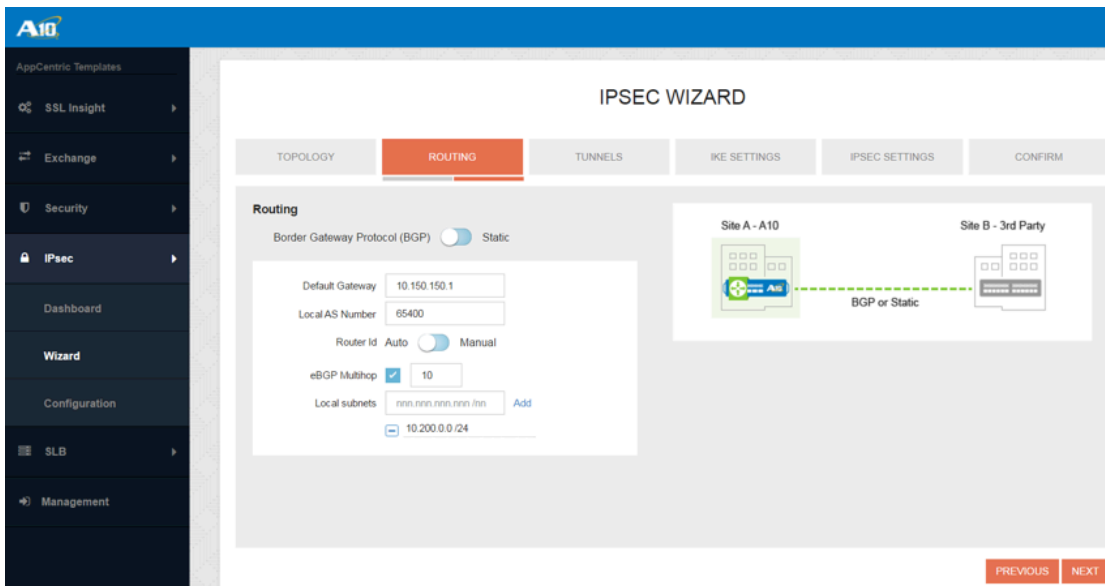 A10
AppCentric Templates
SSL Insight
Exchange
Security
IPsec
Dashboard
Wizard
Configuration
SLB
Management
IPSEC WIZARD
TOPOLOGY
ROUTING
TUNNELS
IKE SETTINGS
IPSEC SETTINGS
CONFIRM
Routing
Border Gateway Protocol (BGP) Static
Default Gateway 10.150.150.1
Local AS Number 65400
Router Id Auto Manual
eBGP Multihop 10
Local subnets nnn.nnn.nnn.nnn /nn Add
10.200.0.0 /24
Site A - A10
Site B - 3rd Party
A10
BGP or Static
PREVIOUS
NEXT